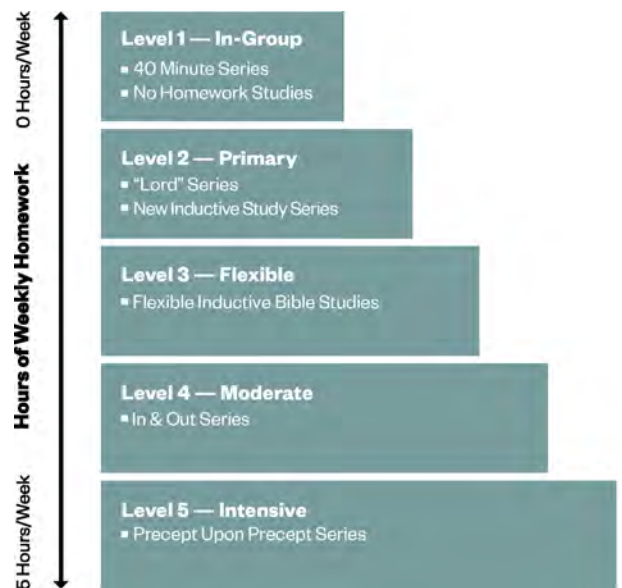 0 Hours/Week
Hours of Weekly Homework
5 Hours/Week
Level 1 — In-Group
▪ 40 Minute Series
▪ No Homework Studies
Level 2 — Primary
▪ “Lord” Series
▪ New Inductive Study Series
Level 3 — Flexible
▪ Flexible Inductive Bible Studies
Level 4 — Moderate
▪ In & Out Series
Level 5 — Intensive
▪ Precept Upon Precept Series